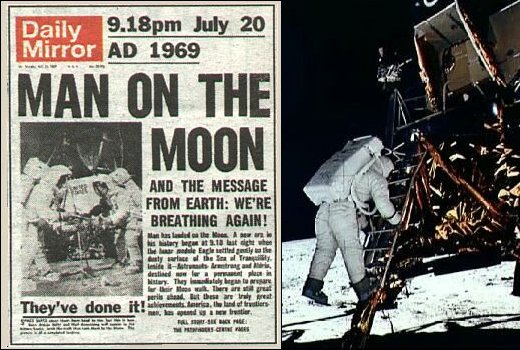 Daily
Mirror
9.18pm July 20
AD 1969
MAN ON THE
MOON
AND THE MESSAGE
FROM EARTH: WE'RE
BREATHING AGAIN!
Man has landed on the Moon. A new era in
his history began at 9.18 last night when
the lunar module Eagle settled gently on the
dusty surface of the Sea of Tranquility.
Inside it—Astronauts Armstrong and Aldrin,
destined now for a permanent place in
history. They immediately began to prepare
for their Moon walk. There are still great
perils ahead. But these are truly great
achievements. America, the land of frontiers-
men, has opened up a new frontier.
FULL STORY—SEE BACK PAGE:
THE PATHFINDERS—CENTRE PAGES
They've done it!